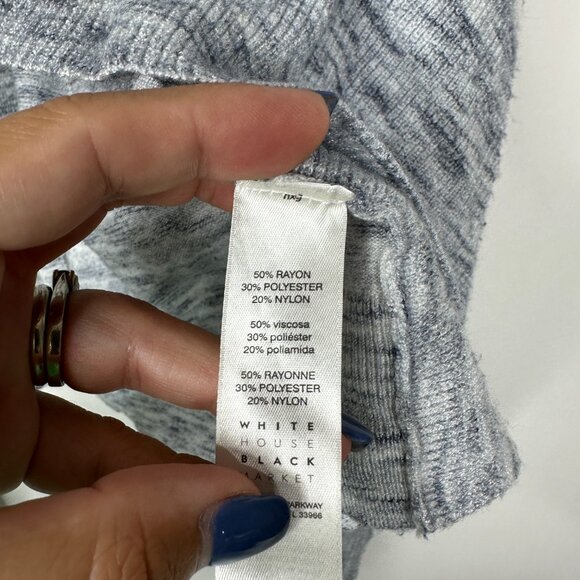 50% RAYON
30% POLYESTER
20% NYLON
50% viscosa
30% poliéster
20% poliamida
50% RAYONNE
30% POLYESTER
20% NYLON
WHITE
HOUSE
BLACK
MARKET
33966